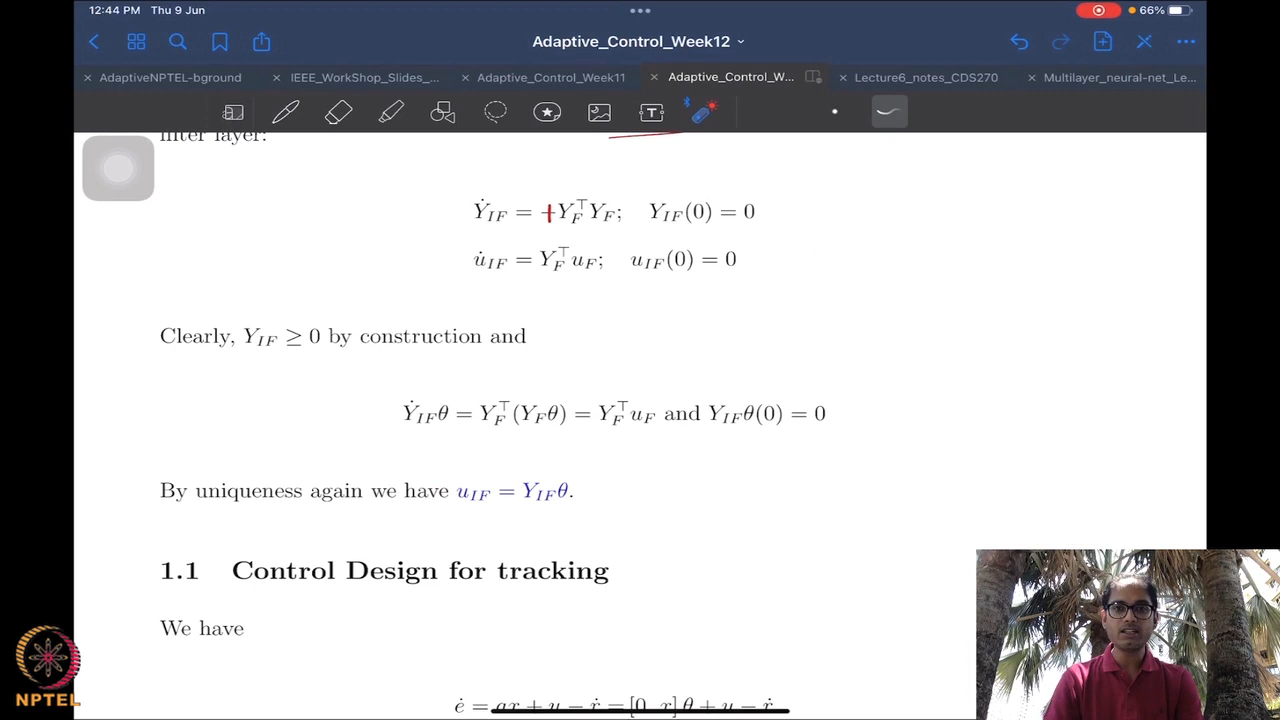 12:44 PM Thu 9 Jun
66%
Adaptive_Control_Week12
AdaptiveNPTEL-bground
IEEE_WorkShop_Slides_...
Adaptive_Control_Week11
Adaptive_Control_W...
Lecture6_notes_CDS270
Multilayer_neural-net_Le...
filter layer:
Ẏ_{IF} = +Y_F^⊤ Y_F; Y_{IF}(0) = 0
u̇_{IF} = Y_F^⊤ u_F; u_{IF}(0) = 0
Clearly, Y_{IF} ≥ 0 by construction and
Ẏ_{IF}θ = Y_F^⊤(Y_Fθ) = Y_F^⊤ u_F and Y_{IF}θ(0) = 0
By uniqueness again we have u_{IF} = Y_{IF}θ.
1.1 Control Design for tracking
We have
ė = ax + u − ṙ = [0 x] θ + u − ṙ
NPTEL